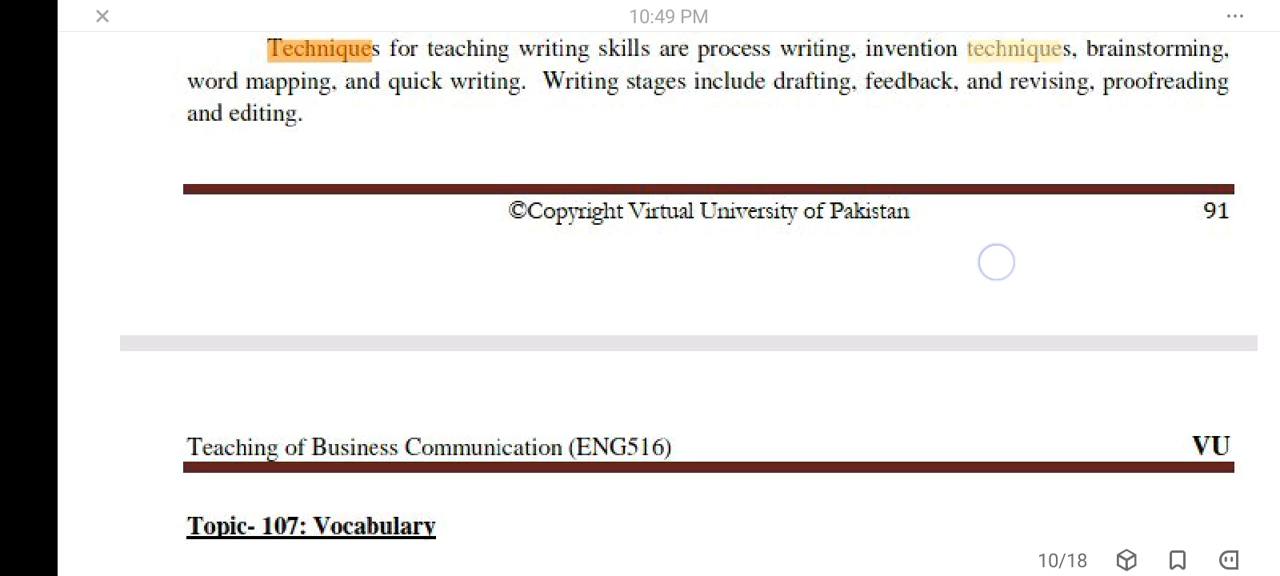 10:49 PM
Techniques for teaching writing skills are process writing, invention techniques, brainstorming,
word mapping, and quick writing. Writing stages include drafting, feedback, and revising, proofreading
and editing.
©Copyright Virtual University of Pakistan 91
Teaching of Business Communication (ENG516) VU
Topic- 107: Vocabulary
10/18